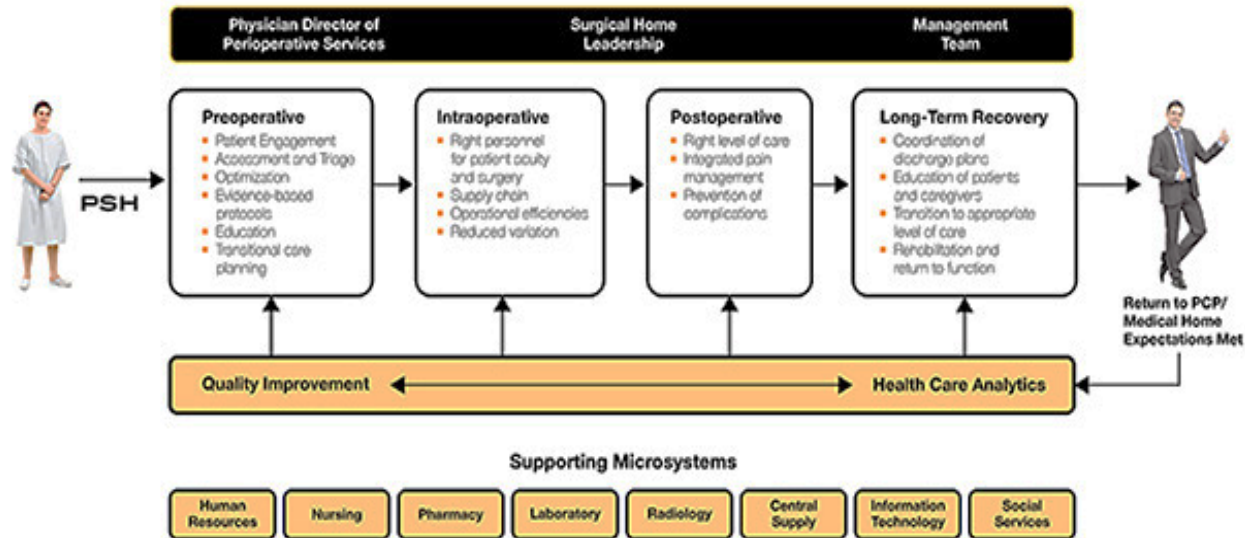 Physician Director of
Perioperative Services
Surgical Home
Leadership
Management
Team
PSH
Preoperative
Patient Engagement
Assessment and Triage
Optimization
Evidence-based
protocols
Education
Transitional care
planning
Intraoperative
Right personnel
for patient acuity
and surgery
Supply chain
Operational efficiencies
Reduced variation
Postoperative
Right level of care
Integrated pain
management
Prevention of
complications
Long-Term Recovery
Coordination of
discharge plans
Education of patients
and caregivers
Transition to appropriate
level of care
Rehabilitation and
return to function
Return to PCP/
Medical Home
Expectations Met
Quality Improvement
Health Care Analytics
Supporting Microsystems
Human
Resources
Nursing
Pharmacy
Laboratory
Radiology
Central
Supply
Information
Technology
Social
Services